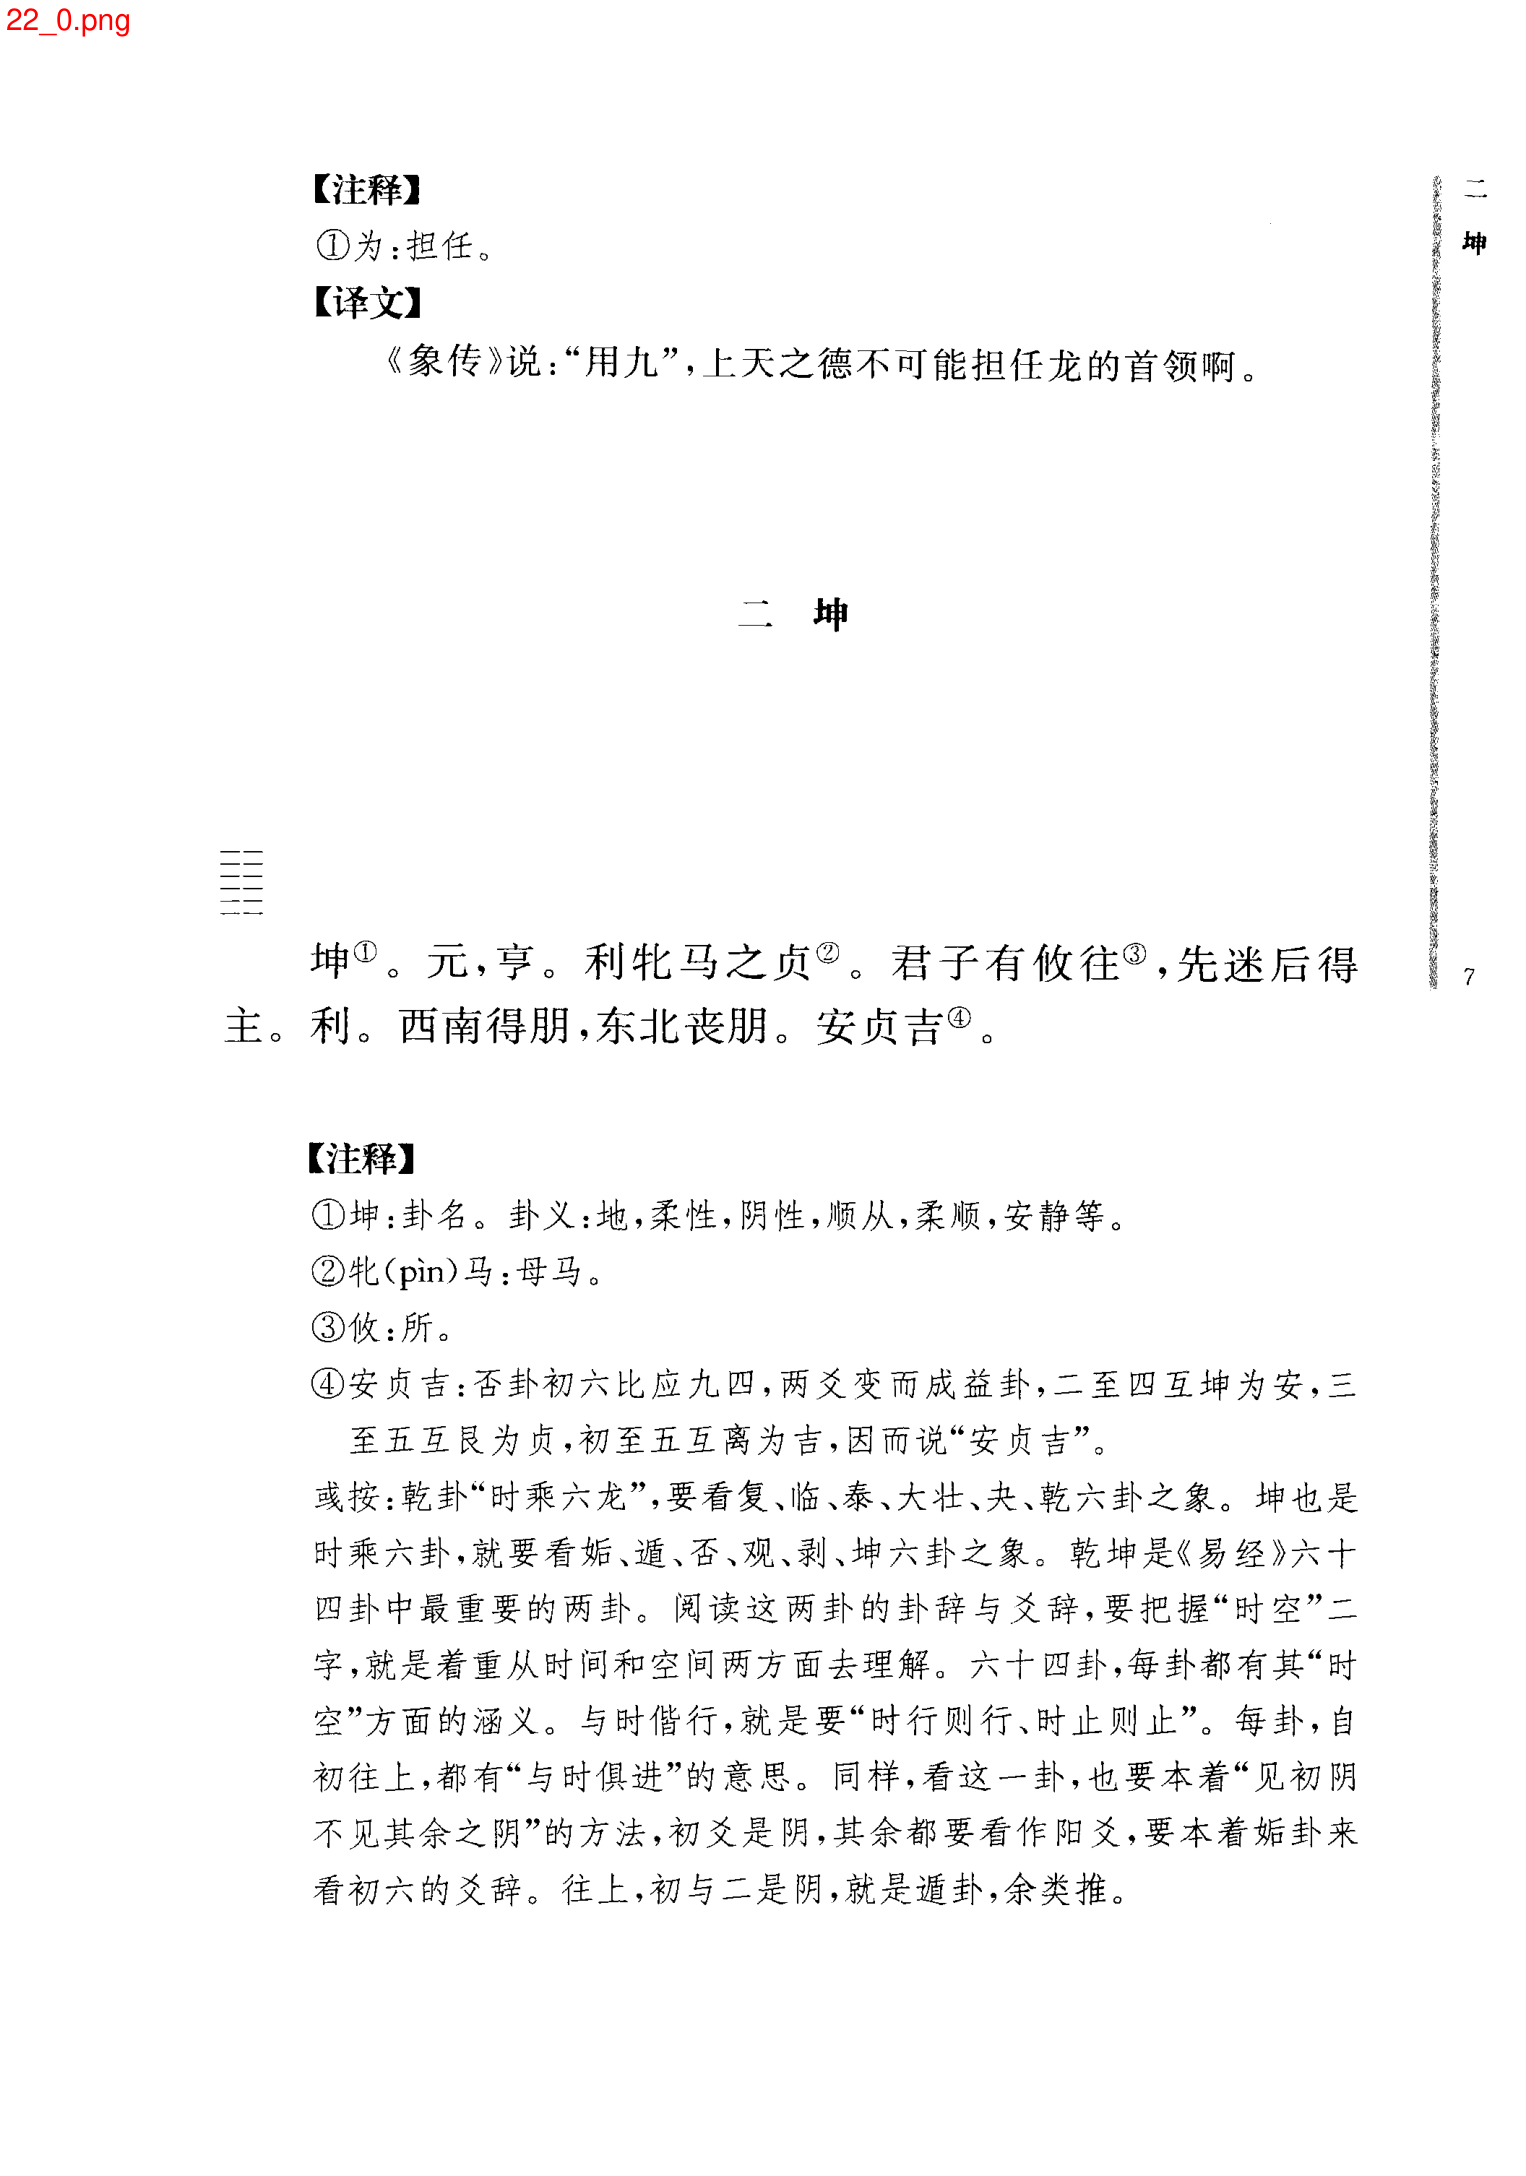 22_0.png
【注释】
①为:担任。
【译文】
《象传》说:“用九”,上天之德不可能担任龙的首领啊。
二 坤
坤①。元,亨。利牝马之贞②。君子有攸往③,先迷后得
主。利。西南得朋,东北丧朋。安贞吉④。
【注释】
①坤:卦名。卦义:地,柔性,阴性,顺从,柔顺,安静等。
②牝(pìn)马:母马。
③攸:所。
④安贞吉:否卦初六比应九四,两爻变而成益卦,二至四互坤为安,三
至五互艮为贞,初至五互离为吉,因而说“安贞吉”。
或按:乾卦“时乘六龙”,要看复、临、泰、大壮、夬、乾六卦之象。坤也是
时乘六卦,就要看姤、遁、否、观、剥、坤六卦之象。乾坤是《易经》六十
四卦中最重要的两卦。阅读这两卦的卦辞与爻辞,要把握“时空”二
字,就是着重从时间和空间两方面去理解。六十四卦,每卦都有其“时
空”方面的涵义。与时偕行,就是要“时行则行、时止则止”。每卦,自
初往上,都有“与时俱进”的意思。同样,看这一卦,也要本着“见初阴
不见其余之阴”的方法,初爻是阴,其余都要看作阳爻,要本着姤卦来
看初六的爻辞。往上,初与二是阴,就是遁卦,余类推。
二 坤
7